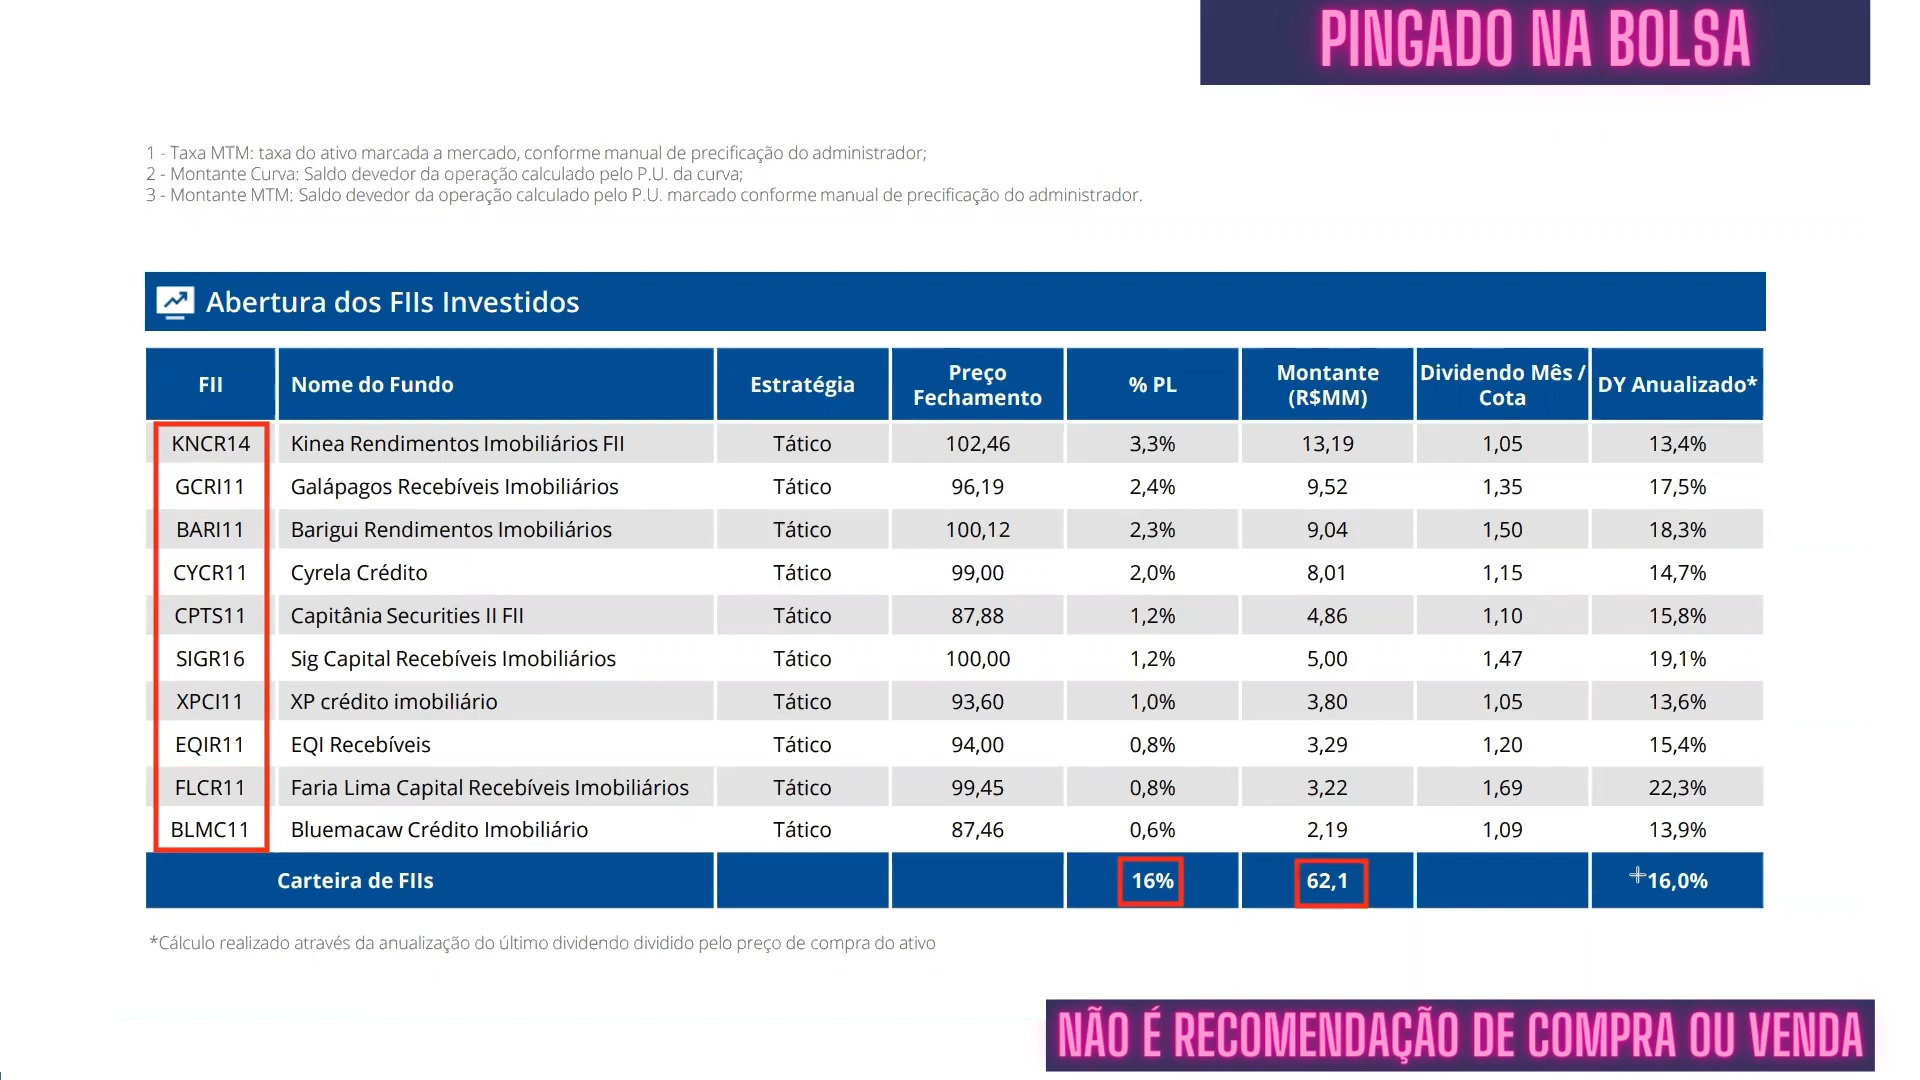 PINGADO NA BOLSA
1 - Taxa MTM: taxa do ativo marcada a mercado, conforme manual de precificação do administrador;
2 - Montante Curva: Saldo devedor da operação calculado pelo P.U. da curva;
3 - Montante MTM: Saldo devedor da operação calculado pelo P.U. marcado conforme manual de precificação do administrador.
Abertura dos FIIs Investidos
FII Nome do Fundo Estratégia Preço Fechamento % PL Montante (R$MM) Dividendo Mês / Cota DY Anualizado*
KNCR14 Kinea Rendimentos Imobiliários FII Tático 102,46 3,3% 13,19 1,05 13,4%
GCRI11 Galápagos Recebíveis Imobiliários Tático 96,19 2,4% 9,52 1,35 17,5%
BARI11 Barigui Rendimentos Imobiliários Tático 100,12 2,3% 9,04 1,50 18,3%
CYCR11 Cyrela Crédito Tático 99,00 2,0% 8,01 1,15 14,7%
CPTS11 Capitânia Securities II FII Tático 87,88 1,2% 4,86 1,10 15,8%
SIGR16 Sig Capital Recebíveis Imobiliários Tático 100,00 1,2% 5,00 1,47 19,1%
XPCI11 XP crédito imobiliário Tático 93,60 1,0% 3,80 1,05 13,6%
EQIR11 EQI Recebíveis Tático 94,00 0,8% 3,29 1,20 15,4%
FLCR11 Faria Lima Capital Recebíveis Imobiliários Tático 99,45 0,8% 3,22 1,69 22,3%
BLMC11 Bluemacaw Crédito Imobiliário Tático 87,46 0,6% 2,19 1,09 13,9%
Carteira de FIIs 16% 62,1 16,0%
*Cálculo realizado através da anualização do último dividendo dividido pelo preço de compra do ativo
NÃO É RECOMENDAÇÃO DE COMPRA OU VENDA